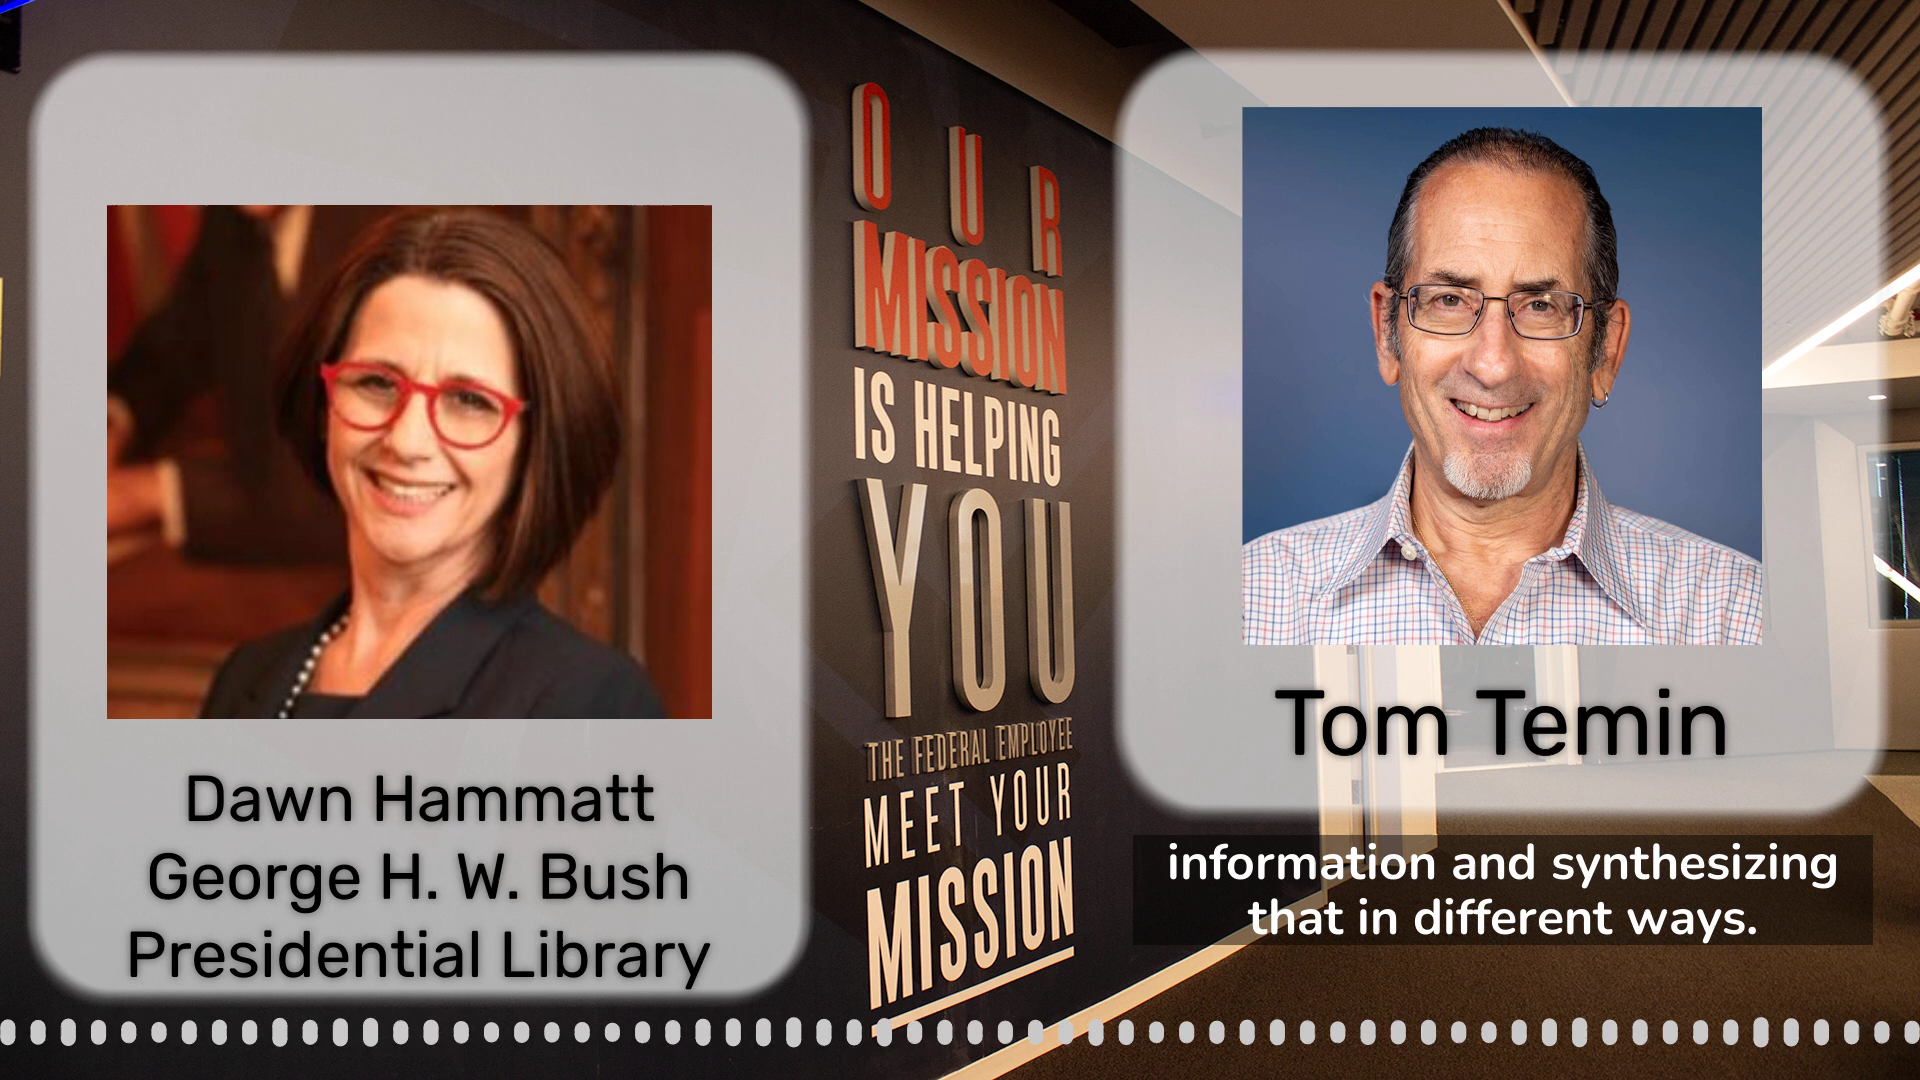 Dawn Hammatt
George H. W. Bush
Presidential Library
OUR
MISSION
IS HELPING
YOU
THE FEDERAL EMPLOYEE
MEET YOUR
MISSION
Tom Temin
information and synthesizing
that in different ways.